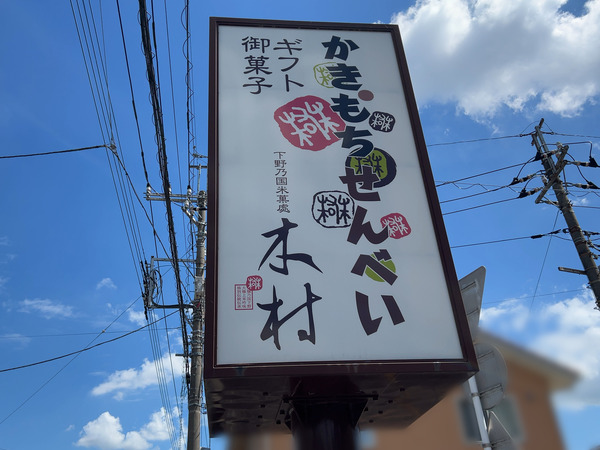 かきもち
せんべい
ギフト
御菓子
下野乃国米菓處
木村